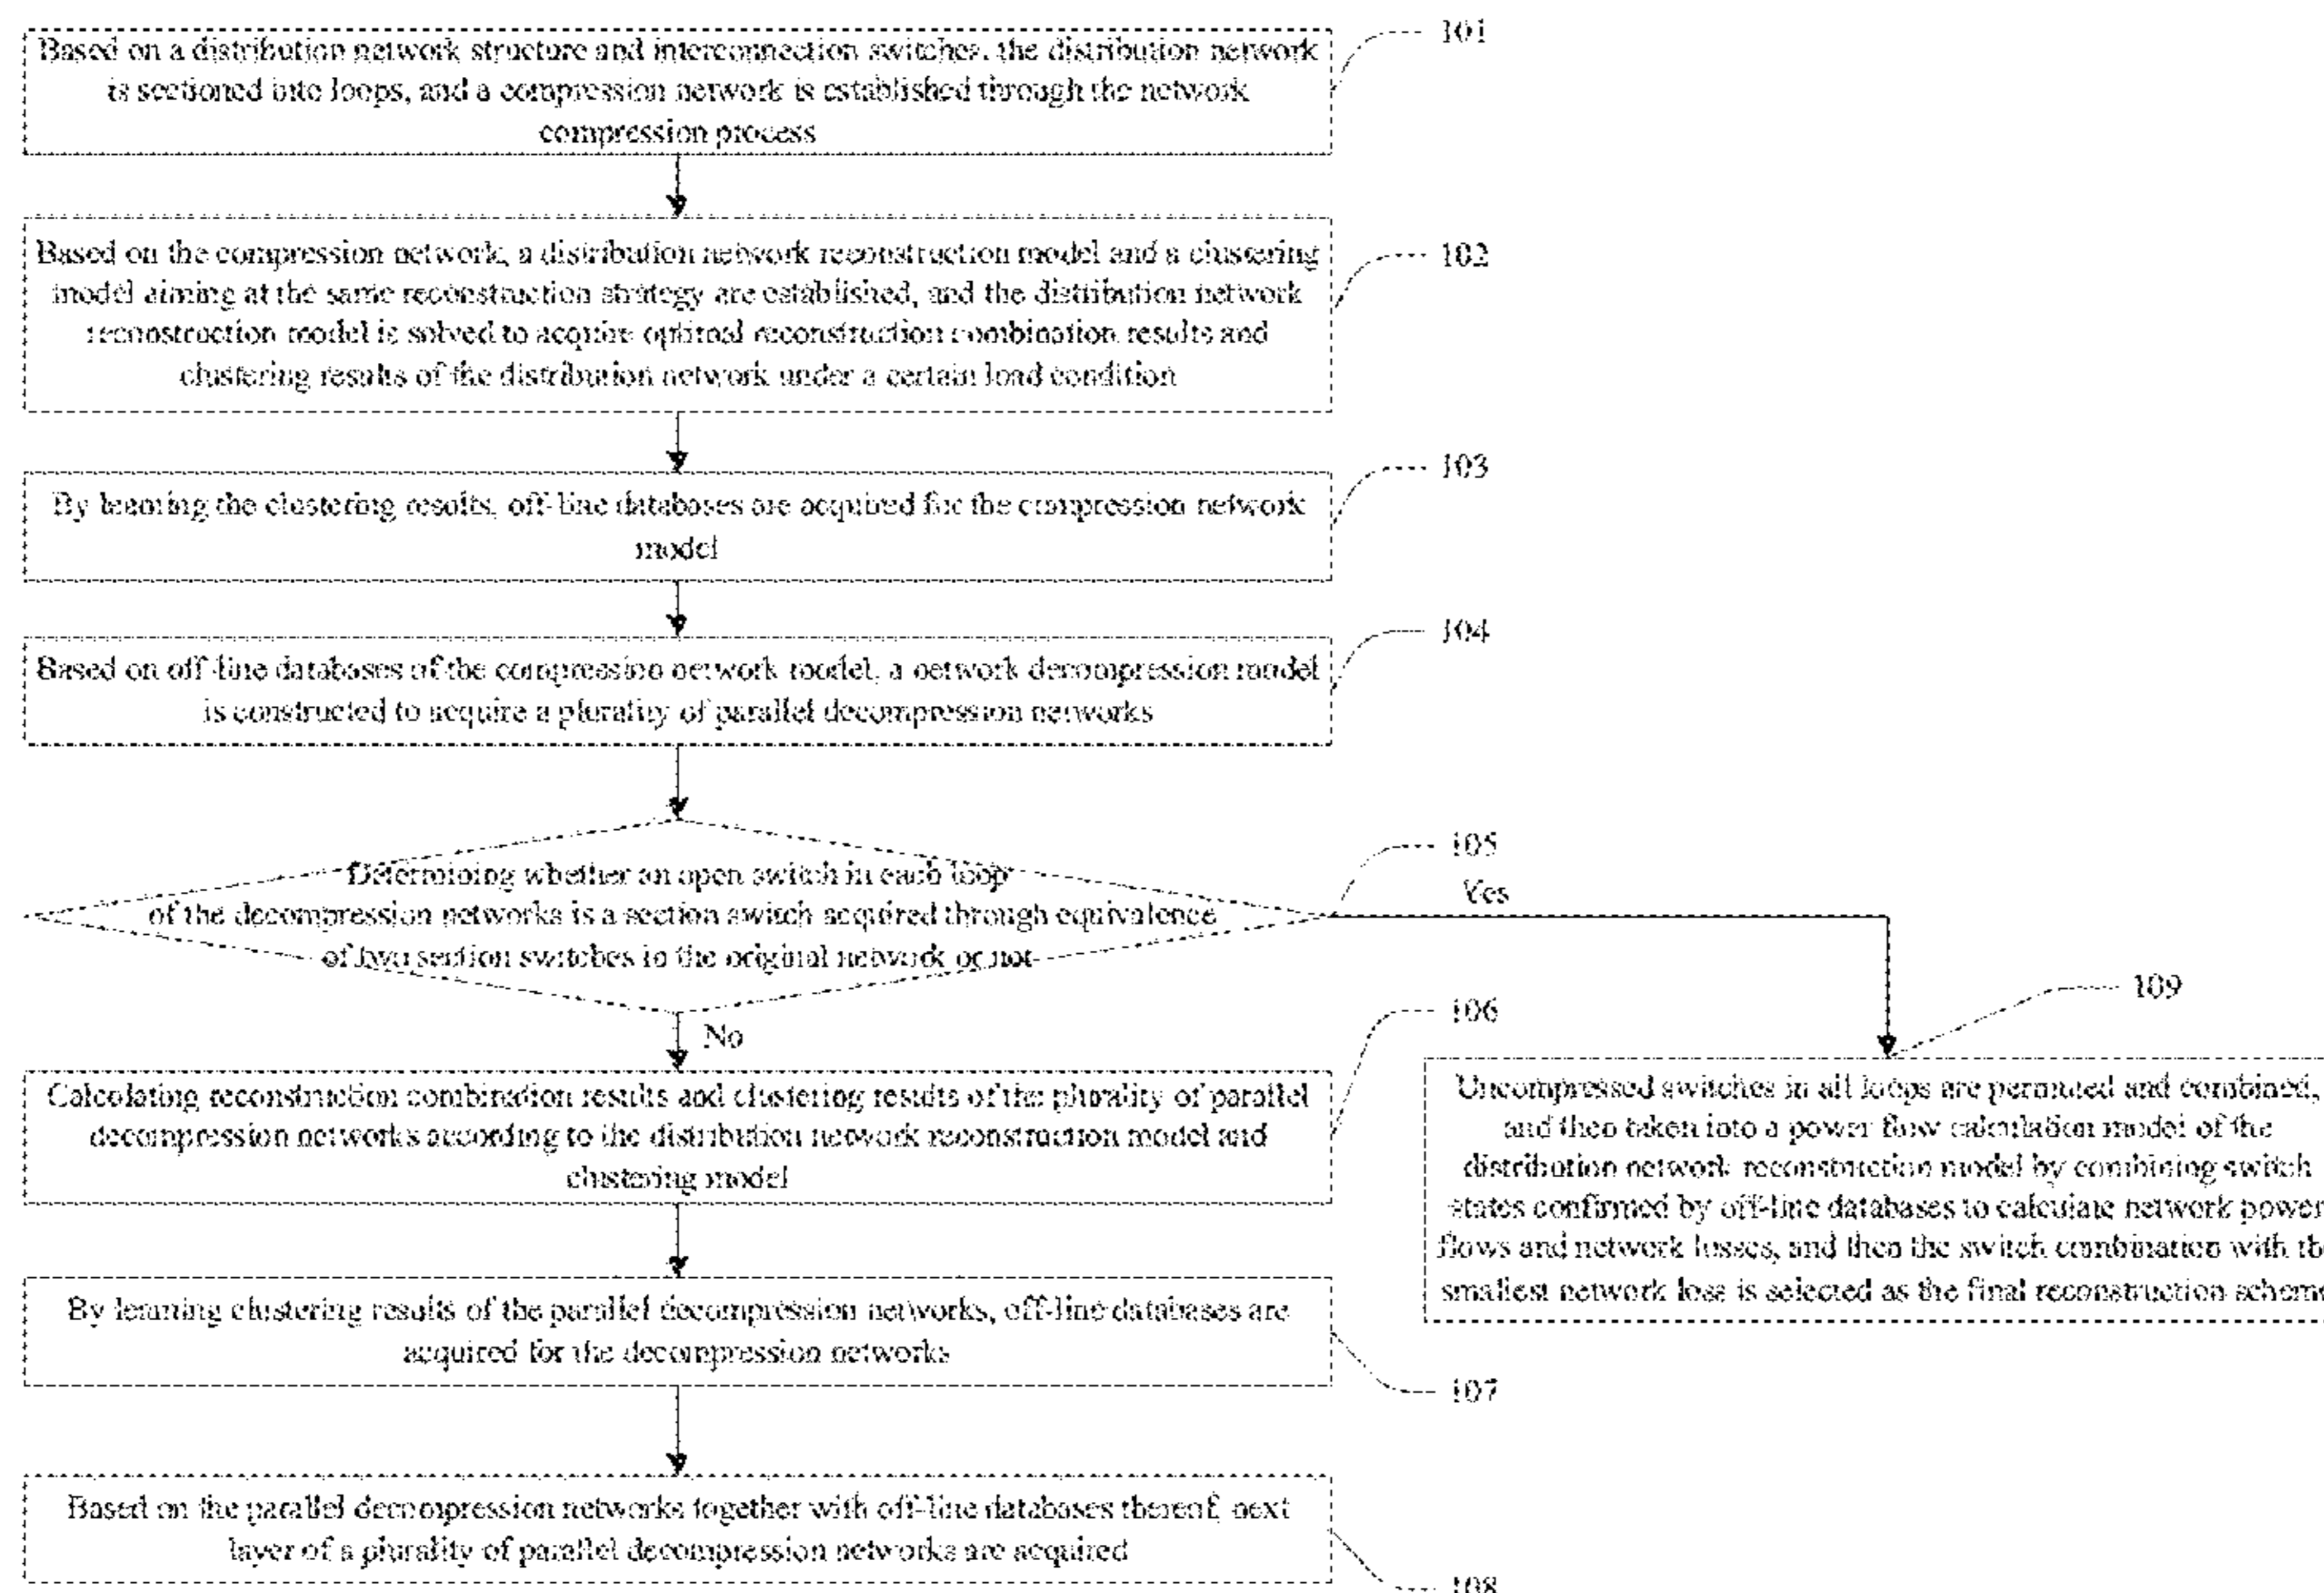 Based on a distribution network structure and interconnection switches, the distribution network
is sectioned into loops, and a compression network is established through the network
compression process
101
Based on the compression network, a distribution network reconstruction model and a clustering
model aiming at the same reconstruction strategy are established, and the distribution network
reconstruction model is solved to acquire optimal reconstruction combination results and
clustering results of the distribution network under a certain load condition
102
By learning the clustering results, off-line databases are acquired for the compression network
model
103
Based on off-line databases of the compression network model, a network decompression model
is constructed to acquire a plurality of parallel decompression networks
104
Determining whether an open switch in each loop
of the decompression networks is a section switch acquired through equivalence
of two section switches in the original network or not
105
Yes
No
Calculating reconstruction combination results and clustering results of the plurality of parallel
decompression networks according to the distribution network reconstruction model and
clustering model
106
By learning clustering results of the parallel decompression networks, off-line databases are
acquired for the decompression networks
107
Based on the parallel decompression networks together with off-line databases thereof, next
layer of a plurality of parallel decompression networks are acquired
108
109
Uncompressed switches in all loops are permuted and combined,
and then taken into a power flow calculation model of the
distribution network reconstruction model by combining switch
states confirmed by off-line databases to calculate network power
flows and network losses, and then the switch combination with the
smallest network loss is selected as the final reconstruction scheme